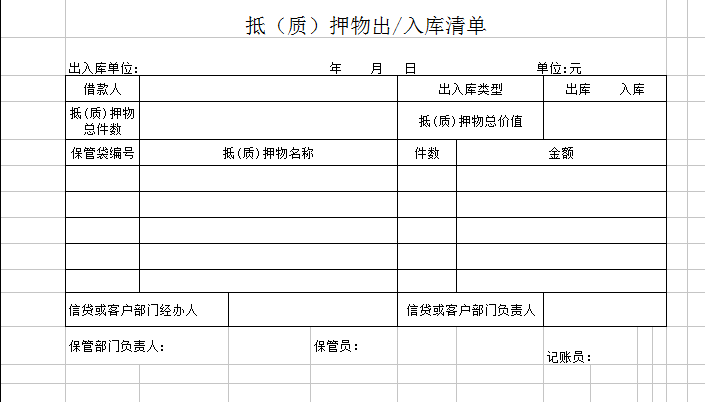 抵（质）押物出/入库清单
出入库单位： 年 月 日 单位:元
借款人 出入库类型 出库 入库
抵(质)押物
总件数 抵(质)押物总价值
保管袋编号 抵(质)押物名称 件数 金额
信贷或客户部门经办人 信贷或客户部门负责人
保管部门负责人： 保管员： 记账员：